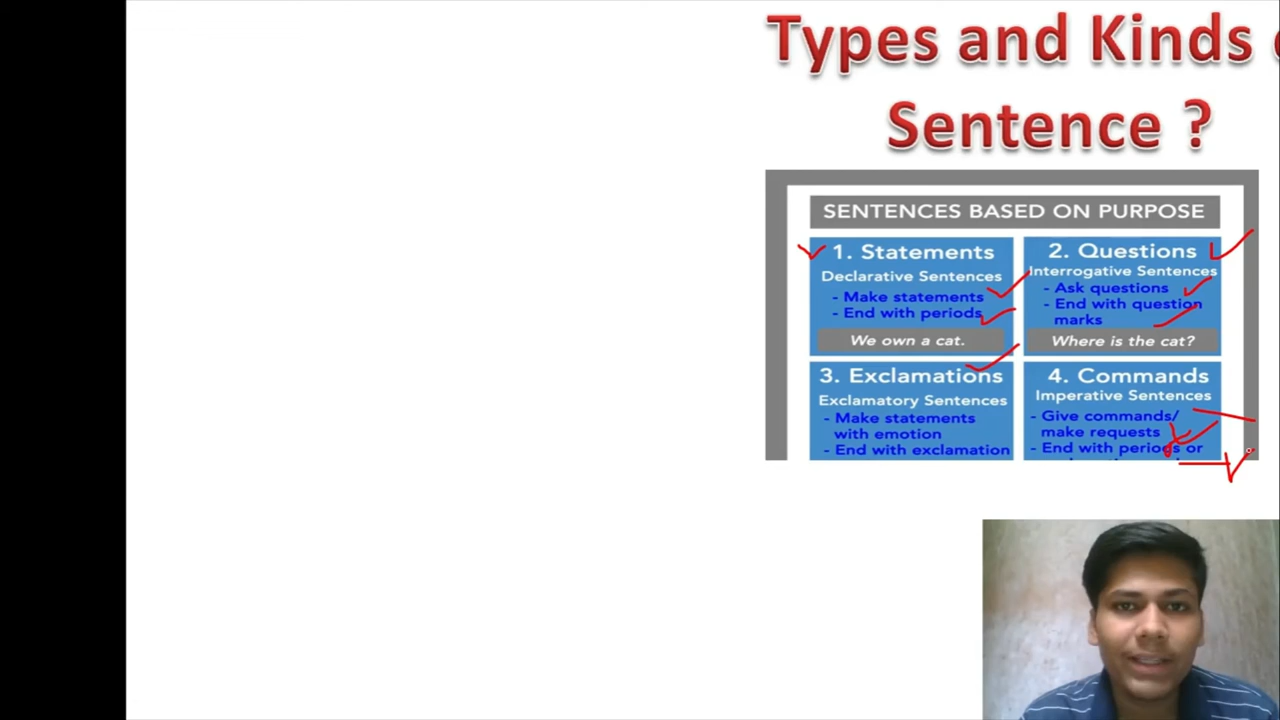 Types and Kinds
Sentence ?
SENTENCES BASED ON PURPOSE
1. Statements
Declarative Sentences
- Make statements
- End with periods
We own a cat.
2. Questions
Interrogative Sentences
- Ask questions
- End with question
marks
Where is the cat?
3. Exclamations
Exclamatory Sentences
- Make statements
with emotion
- End with exclamation
4. Commands
Imperative Sentences
- Give commands/
make requests
- End with periods or